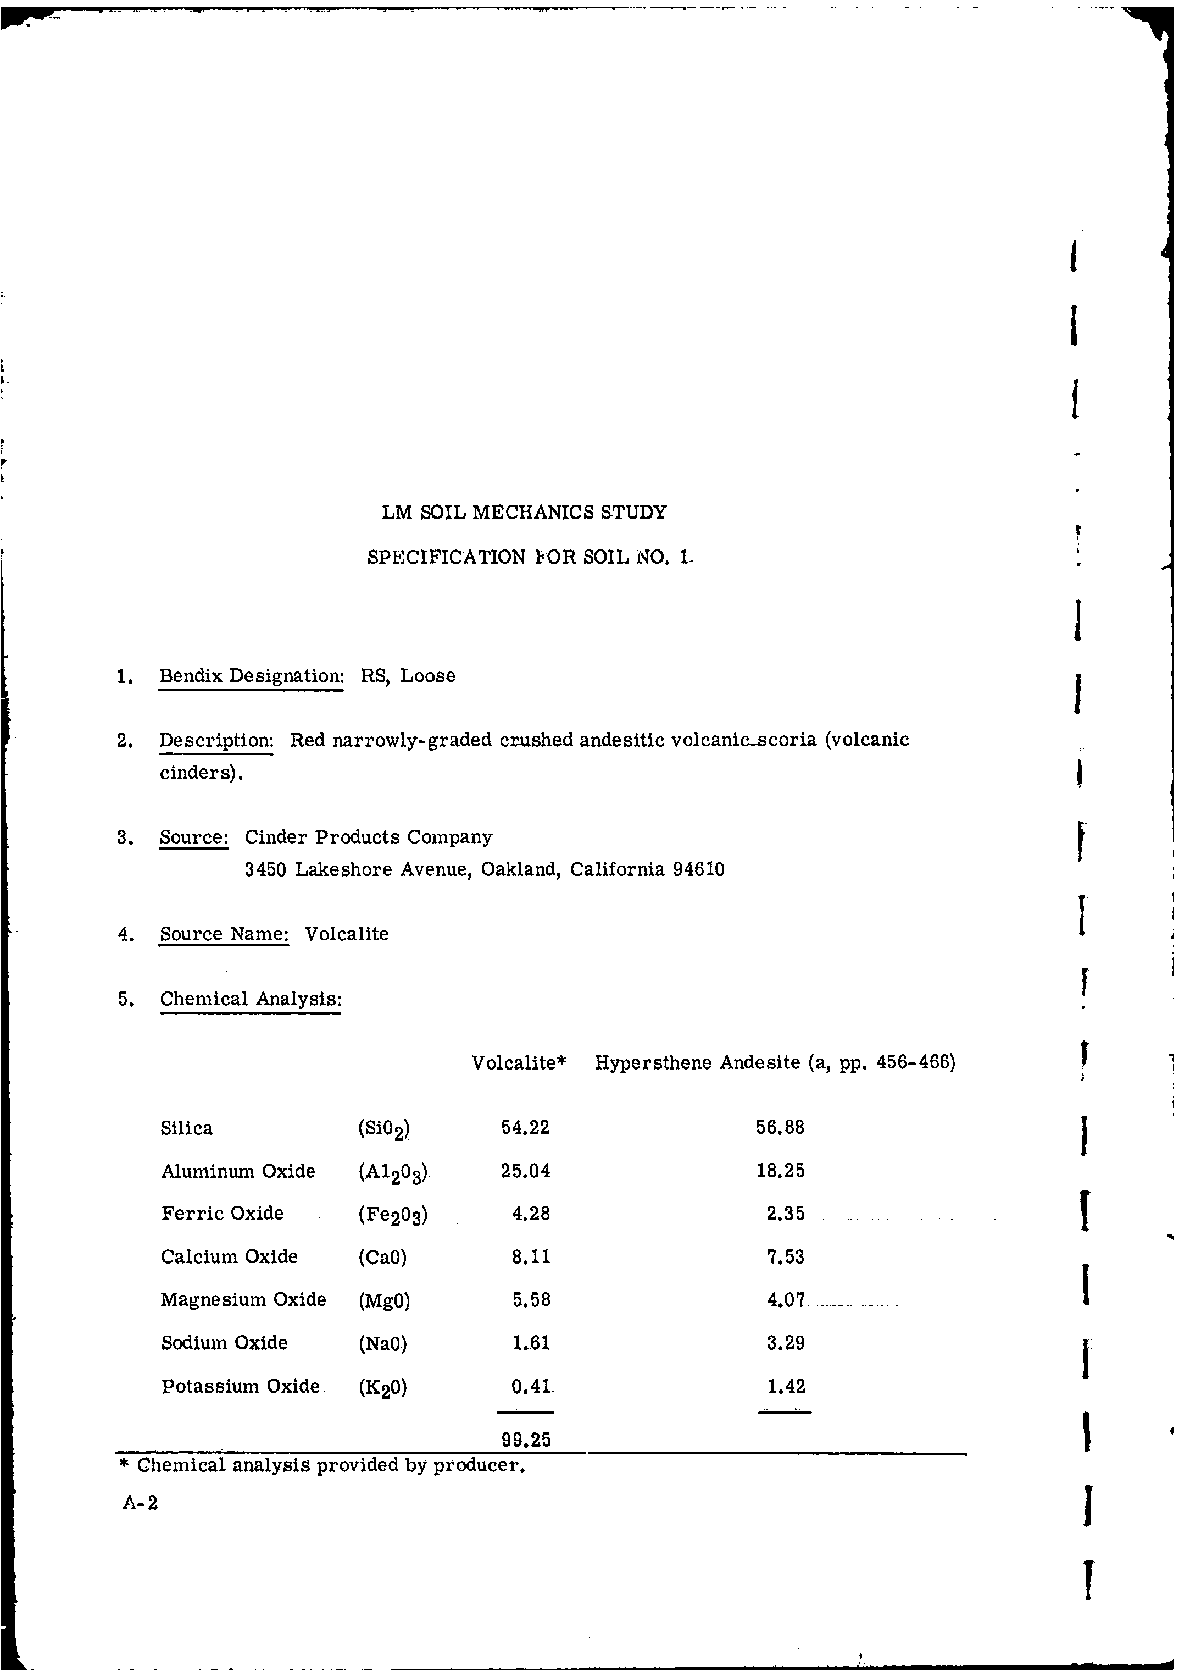 LM SOIL MECHANICS STUDY
SPECIFICATION FOR SOIL NO. 1
1. Bendix Designation: RS, Loose
2. Description: Red narrowly-graded crushed andesitic volcanic scoria (volcanic
cinders).
3. Source: Cinder Products Company
3450 Lakeshore Avenue, Oakland, California 94610
4. Source Name: Volcalite
5. Chemical Analysis:
Volcalite* Hypersthene Andesite (a, pp. 456-466)
Silica (SiO2) 54.22 56.88
Aluminum Oxide (Al2O3) 25.04 18.25
Ferric Oxide (Fe2O3) 4.28 2.35
Calcium Oxide (CaO) 8.11 7.53
Magnesium Oxide (MgO) 5.58 4.07
Sodium Oxide (NaO) 1.61 3.29
Potassium Oxide (K2O) 0.41 1.42
99.25
* Chemical analysis provided by producer.
A-2